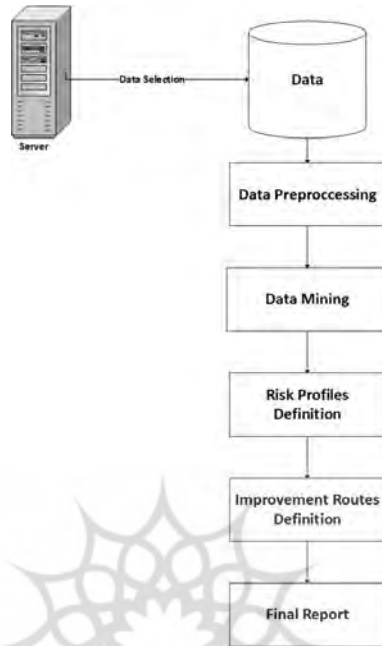 Data Selection
Data
Server
Data Preproccessing
Data Mining
Risk Profiles
Definition
Improvement Routes
Definition
Final Report